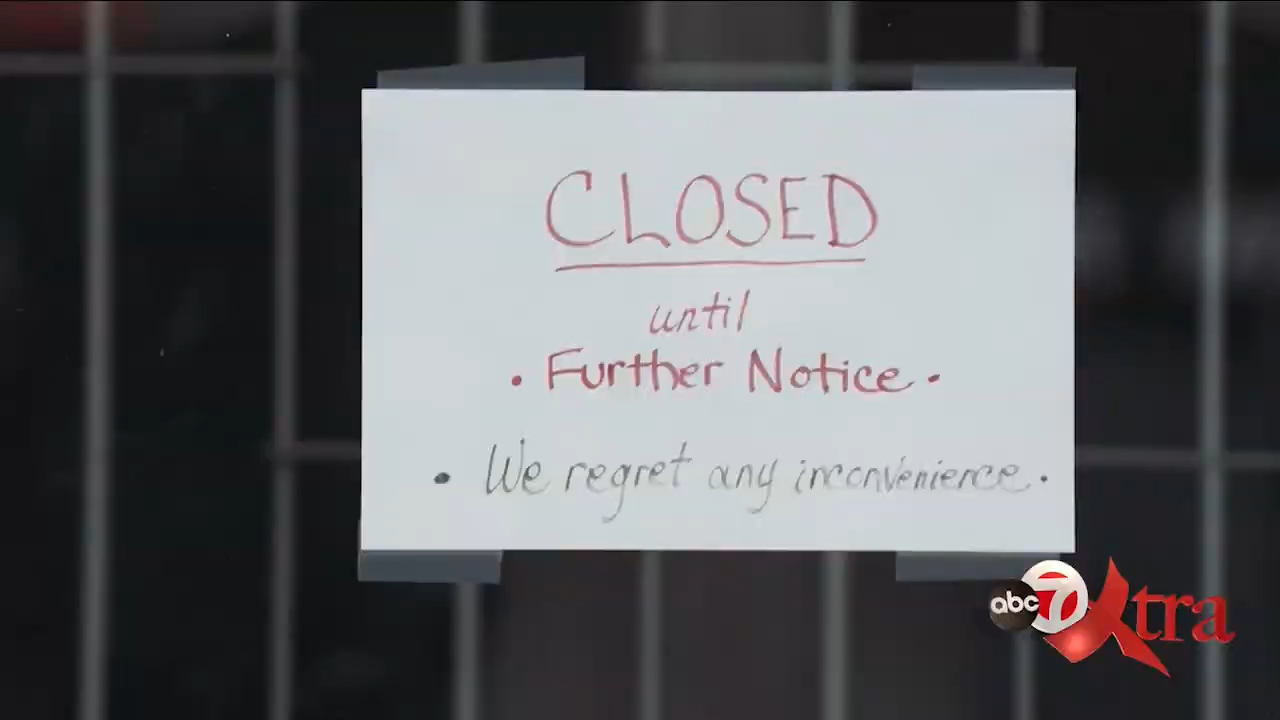 CLOSED
until
• Further Notice •
• We regret any inconvenience •
abc 7 Xtra